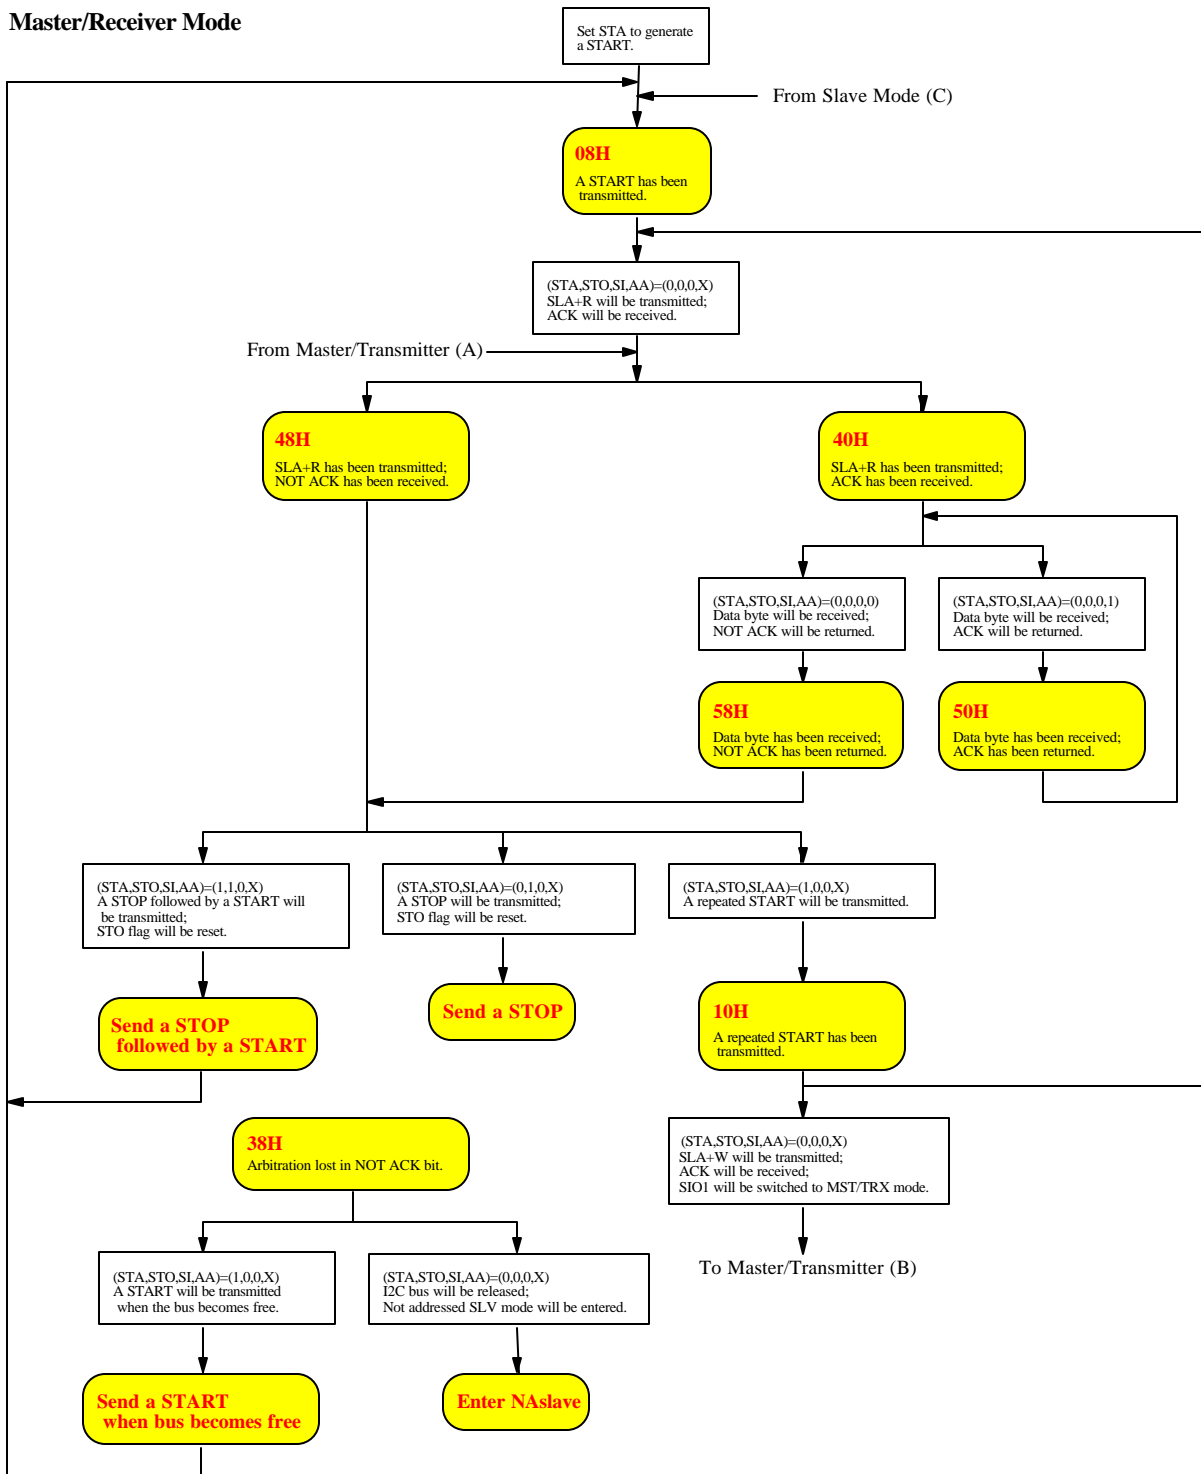 Master/Receiver Mode
Set STA to generate
a START.
From Slave Mode (C)
08H
A START has been
transmitted.
(STA,STO,SI,AA)=(0,0,0,X)
SLA+R will be transmitted;
ACK will be received.
From Master/Transmitter (A)
48H
SLA+R has been transmitted;
NOT ACK has been received.
40H
SLA+R has been transmitted;
ACK has been received.
(STA,STO,SI,AA)=(0,0,0,0)
Data byte will be received;
NOT ACK will be returned.
(STA,STO,SI,AA)=(0,0,0,1)
Data byte will be received;
ACK will be returned.
58H
Data byte has been received;
NOT ACK has been returned.
50H
Data byte has been received;
ACK has been returned.
(STA,STO,SI,AA)=(1,1,0,X)
A STOP followed by a START will
be transmitted;
STO flag will be reset.
(STA,STO,SI,AA)=(0,1,0,X)
A STOP will be transmitted;
STO flag will be reset.
(STA,STO,SI,AA)=(1,0,0,X)
A repeated START will be transmitted.
Send a STOP
followed by a START
Send a STOP
10H
A repeated START has been
transmitted.
38H
Arbitration lost in NOT ACK bit.
(STA,STO,SI,AA)=(0,0,0,X)
SLA+W will be transmitted;
ACK will be received;
SIO1 will be switched to MST/TRX mode.
To Master/Transmitter (B)
(STA,STO,SI,AA)=(1,0,0,X)
A START will be transmitted
when the bus becomes free.
(STA,STO,SI,AA)=(0,0,0,X)
I2C bus will be released;
Not addressed SLV mode will be entered.
Send a START
when bus becomes free
Enter NAslave